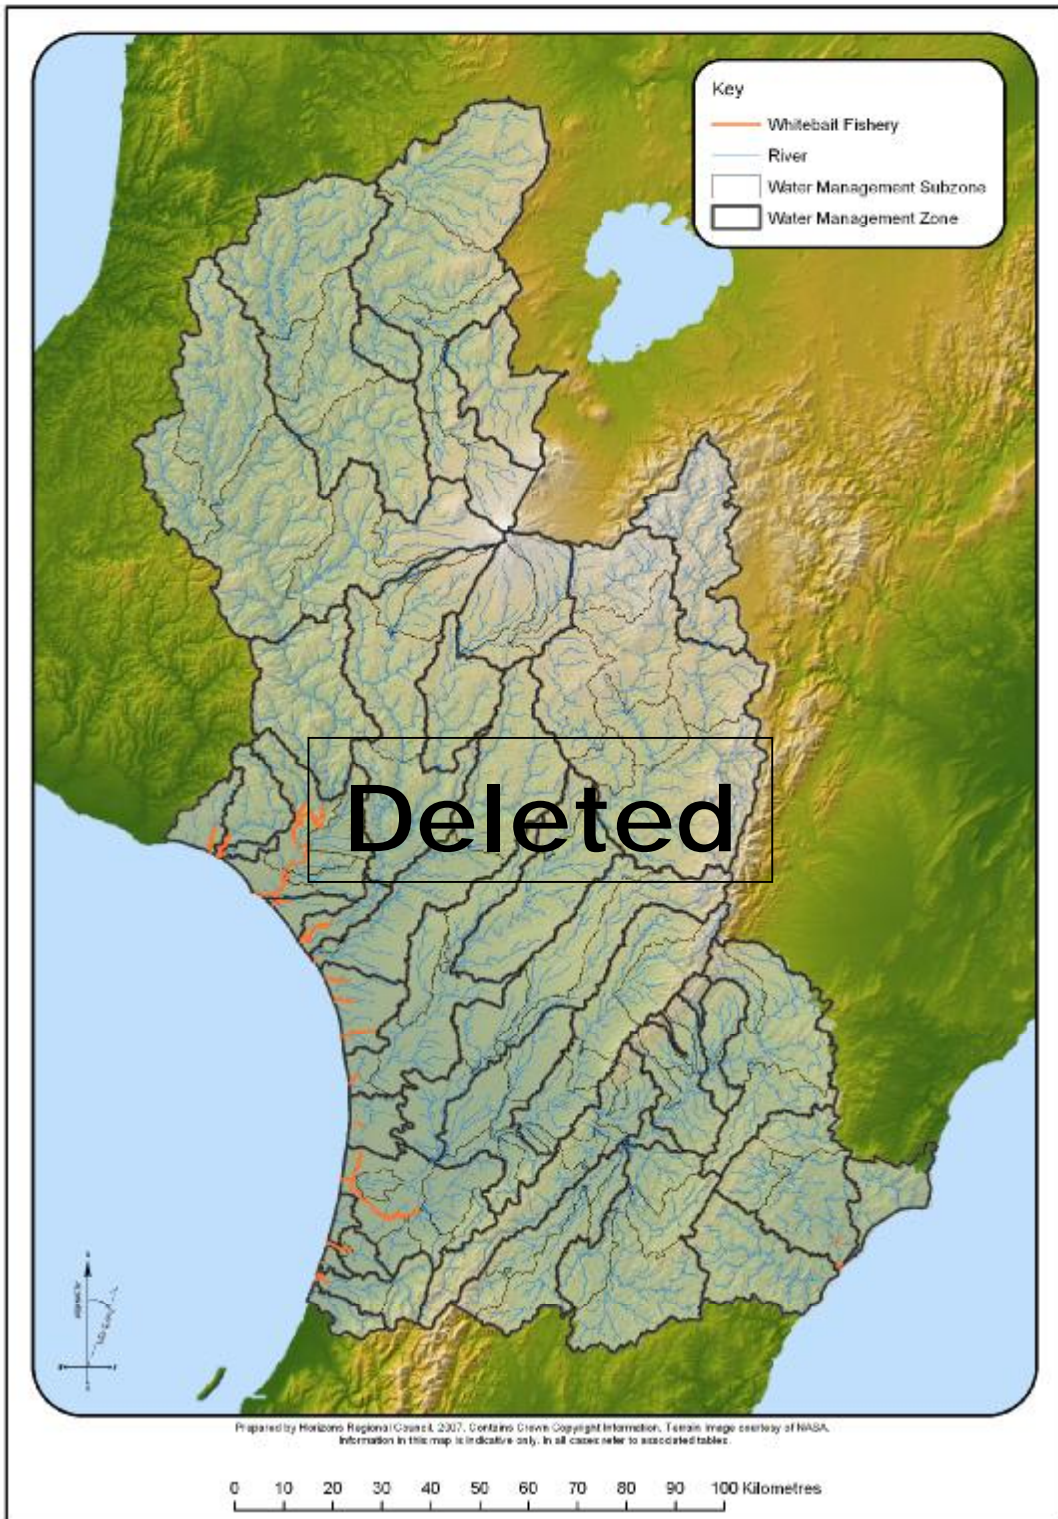 Key
Whitebait Fishery
River
Water Management Subzone
Water Management Zone
Deleted
Prepared by Horizons Regional Council, 2007. Contains Crown Copyright Information. Terrain Image courtesy of NASA.
Information in this map is indicative only. In all cases refer to associated tables.
0 10 20 30 40 50 60 70 80 90 100 Kilometres